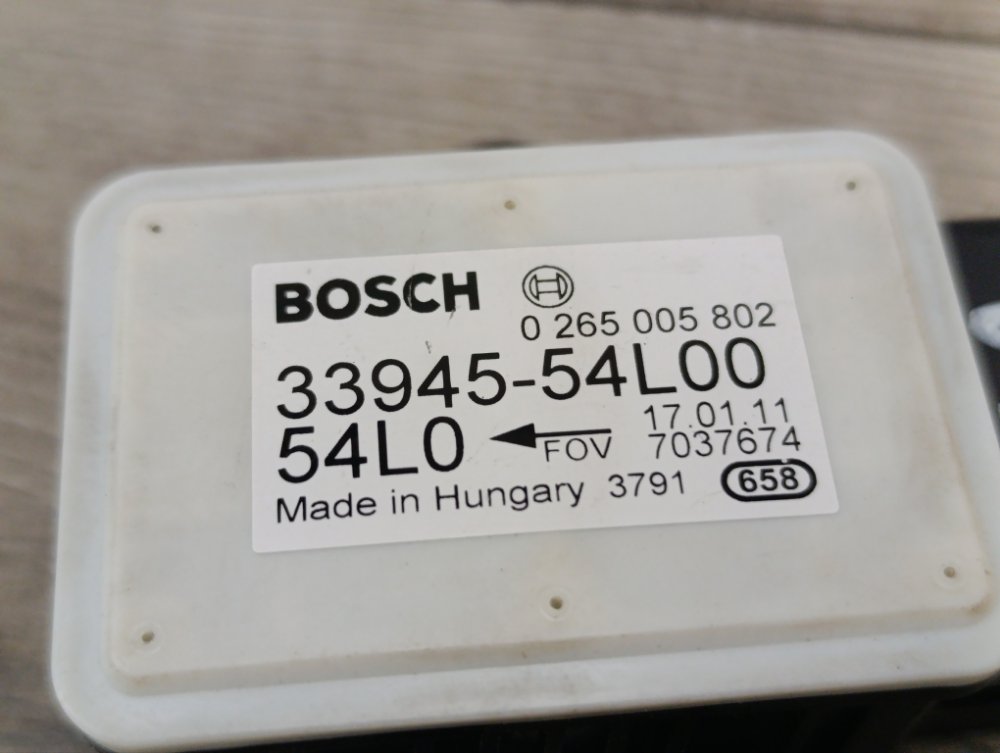 BOSCH
0 265 005 802
33945-54L00
17.01.11
54L0 FOV 7037674
Made in Hungary 3791 658